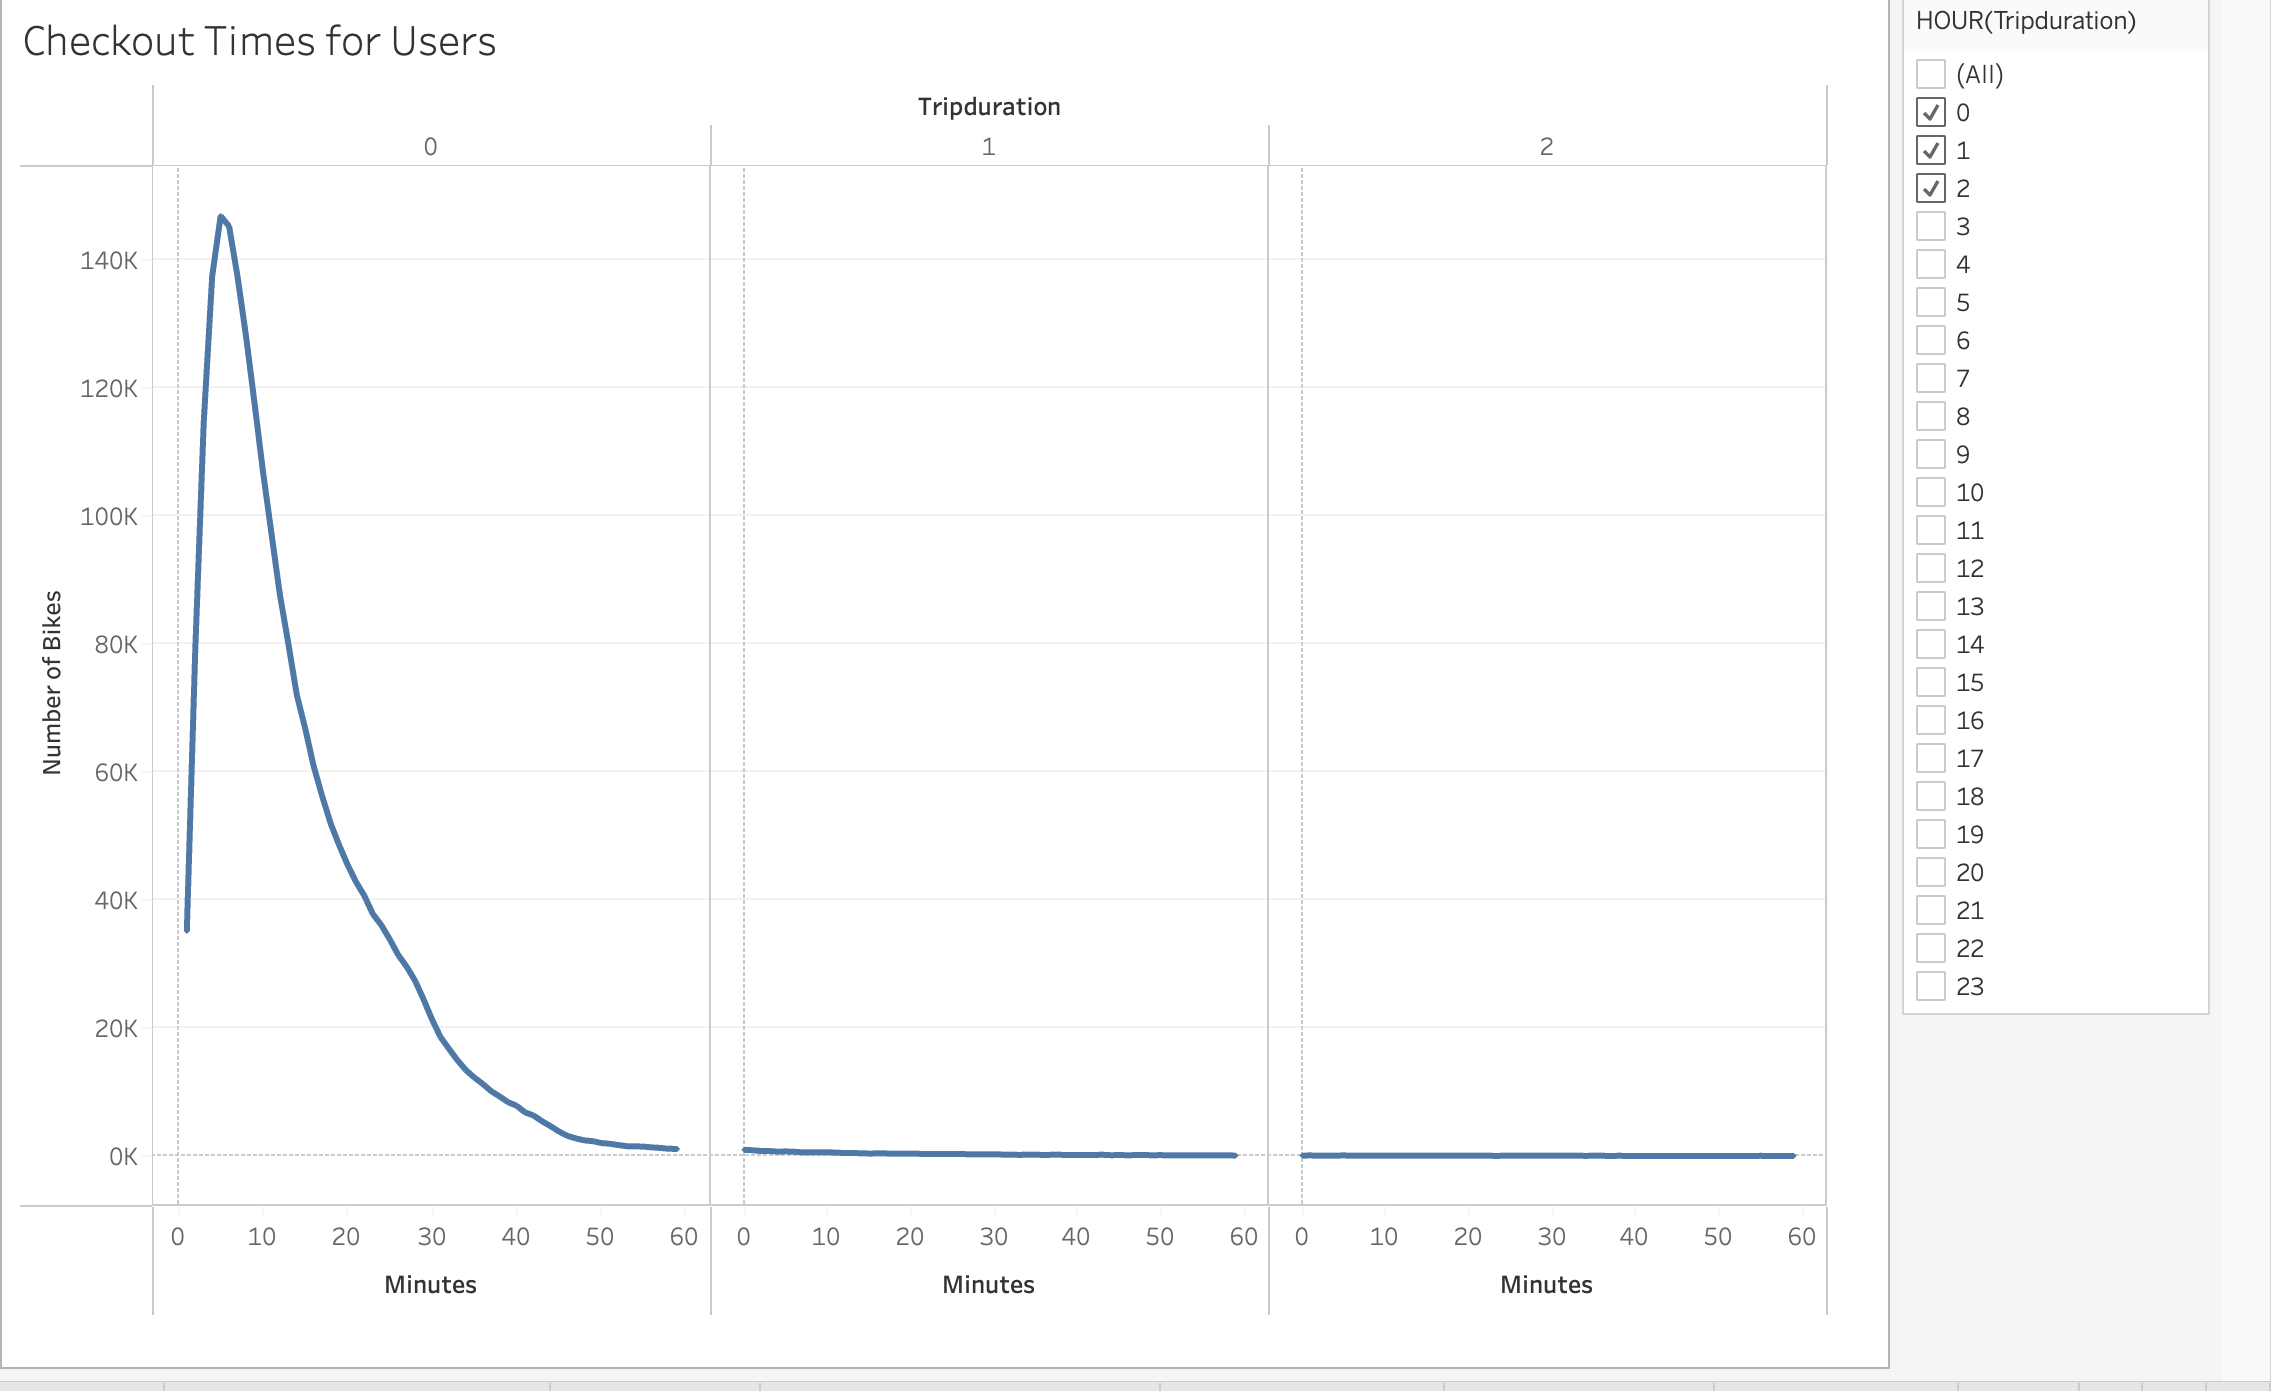 Checkout Times for Users
Tripduration
0 1 2
140K
120K
100K
80K
60K
40K
20K
0K
Number of Bikes
0 10 20 30 40 50 60 0 10 20 30 40 50 60 0 10 20 30 40 50 60
Minutes Minutes Minutes
HOUR(Tripduration)
(All)
0
1
2
3
4
5
6
7
8
9
10
11
12
13
14
15
16
17
18
19
20
21
22
23